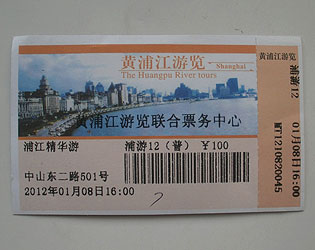 黄浦江游览
Shanghai
The Huangpu River tours
黄浦江游览联合票务中心
浦江精华游
浦游12（普） ￥100
中山东二路501号
2012年01月08日16:00
黄浦江游览
浦游12
01月08日16:00